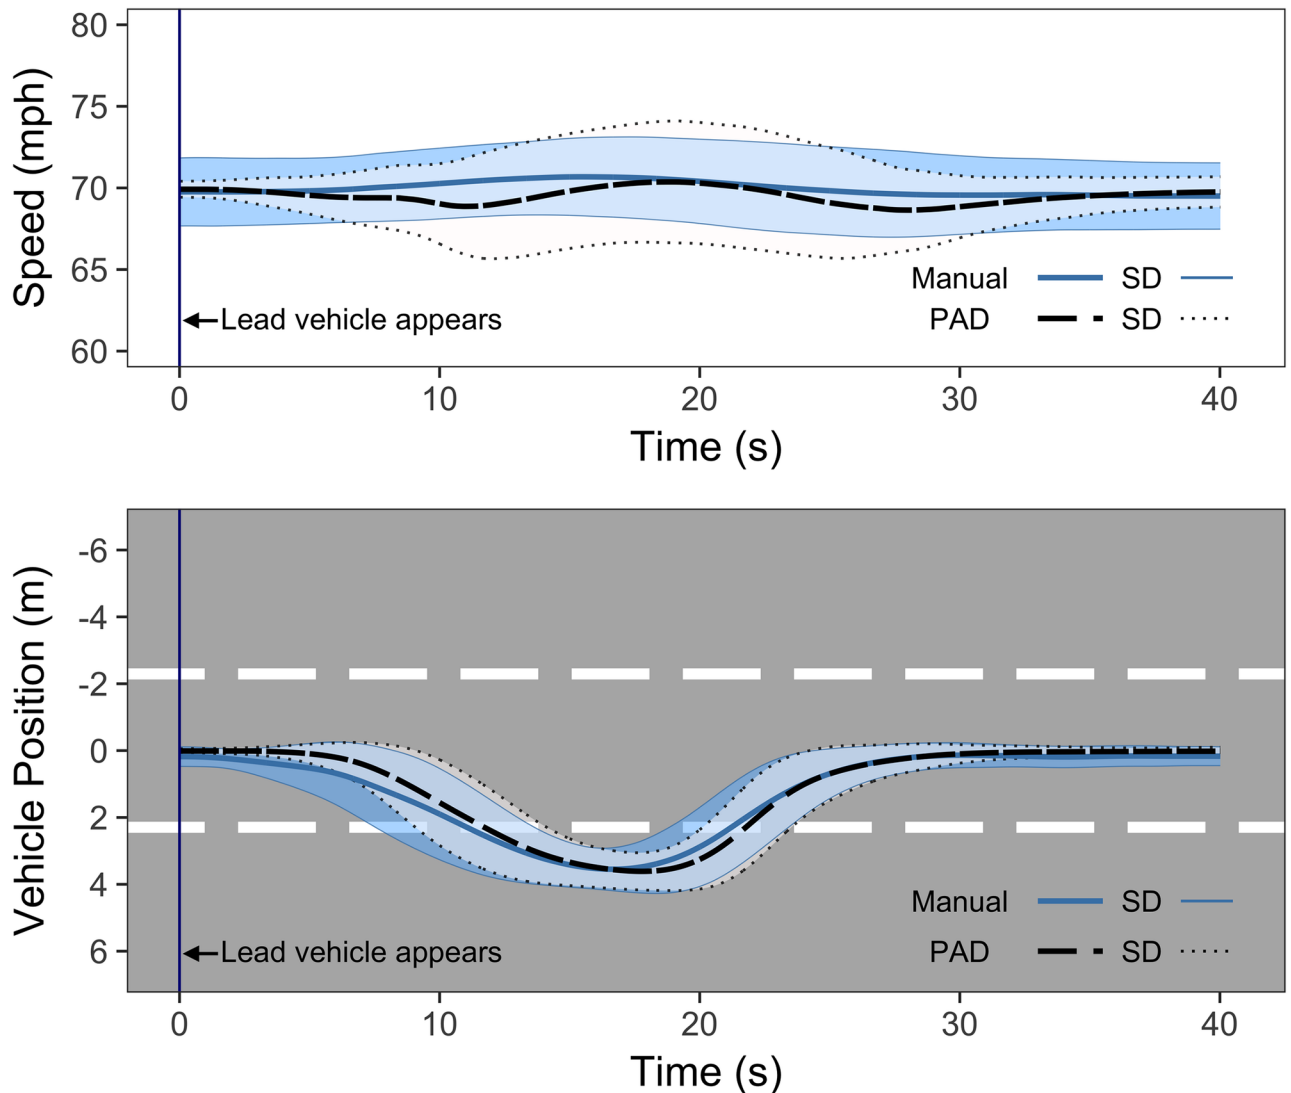 Speed (mph)
80
75
70
65
60
Manual SD
PAD SD
Lead vehicle appears
0 10 20 30 40
Time (s)
Vehicle Position (m)
-6
-4
-2
0
2
4
6
Manual SD
PAD SD
Lead vehicle appears
0 10 20 30 40
Time (s)